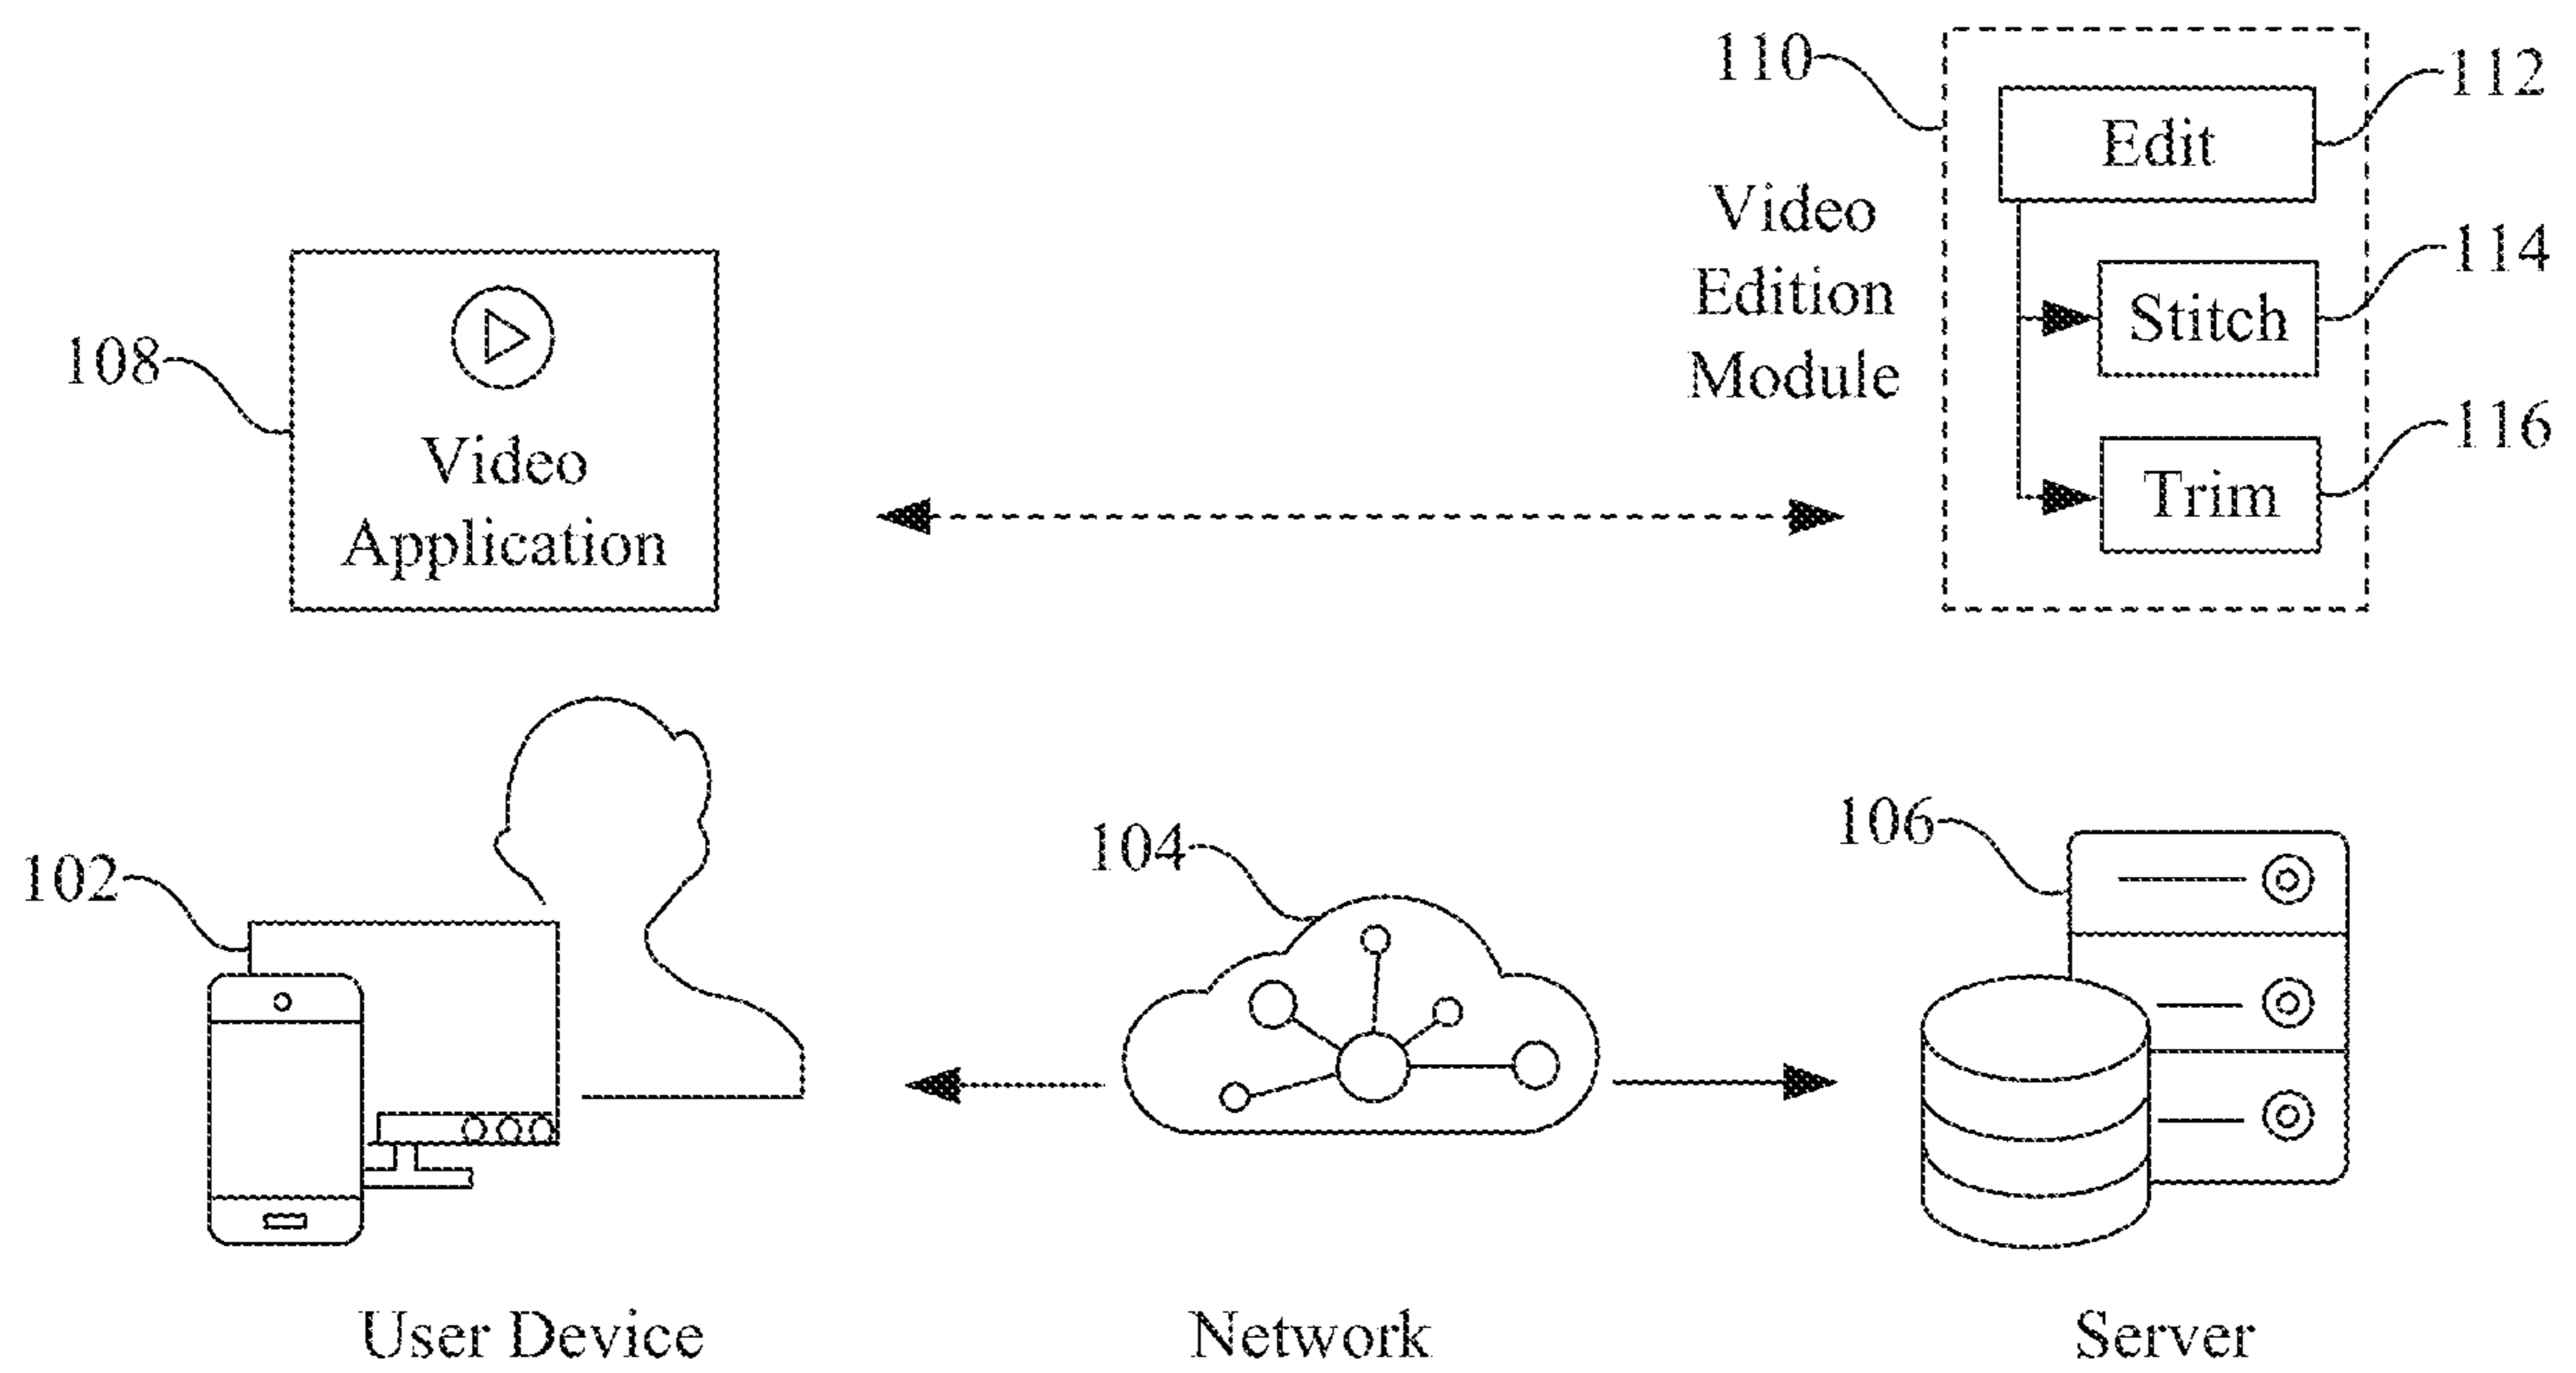 110
112
Edit
Video
Edition
Module
114
Stitch
116
Trim
108
Video
Application
102
104
106
User Device
Network
Server